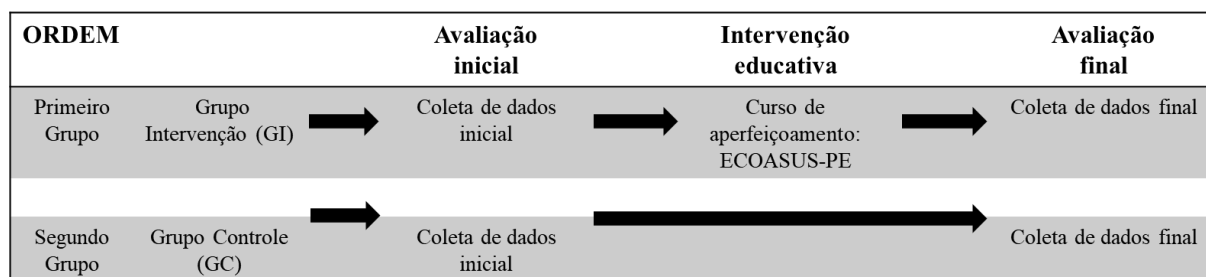 ORDEM
Avaliação
inicial
Intervenção
educativa
Avaliação
final
Primeiro
Grupo
Grupo
Intervenção (GI)
Coleta de dados
inicial
Curso de
aperfeiçoamento:
ECOASUS-PE
Coleta de dados final
Segundo
Grupo
Grupo Controle
(GC)
Coleta de dados
inicial
Coleta de dados final